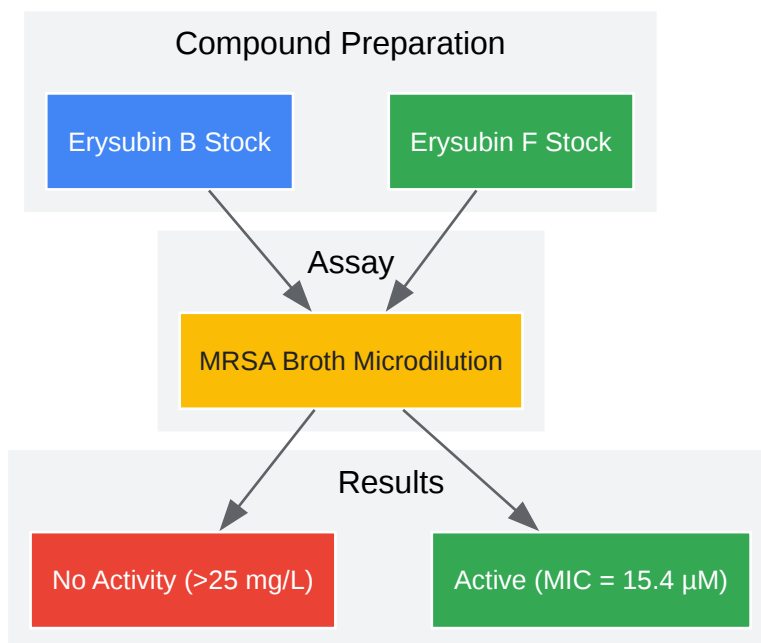 Compound Preparation
Erysubin B Stock
Erysubin F Stock
Assay
MRSA Broth Microdilution
Results
No Activity (>25 mg/L)
Active (MIC = 15.4 µM)